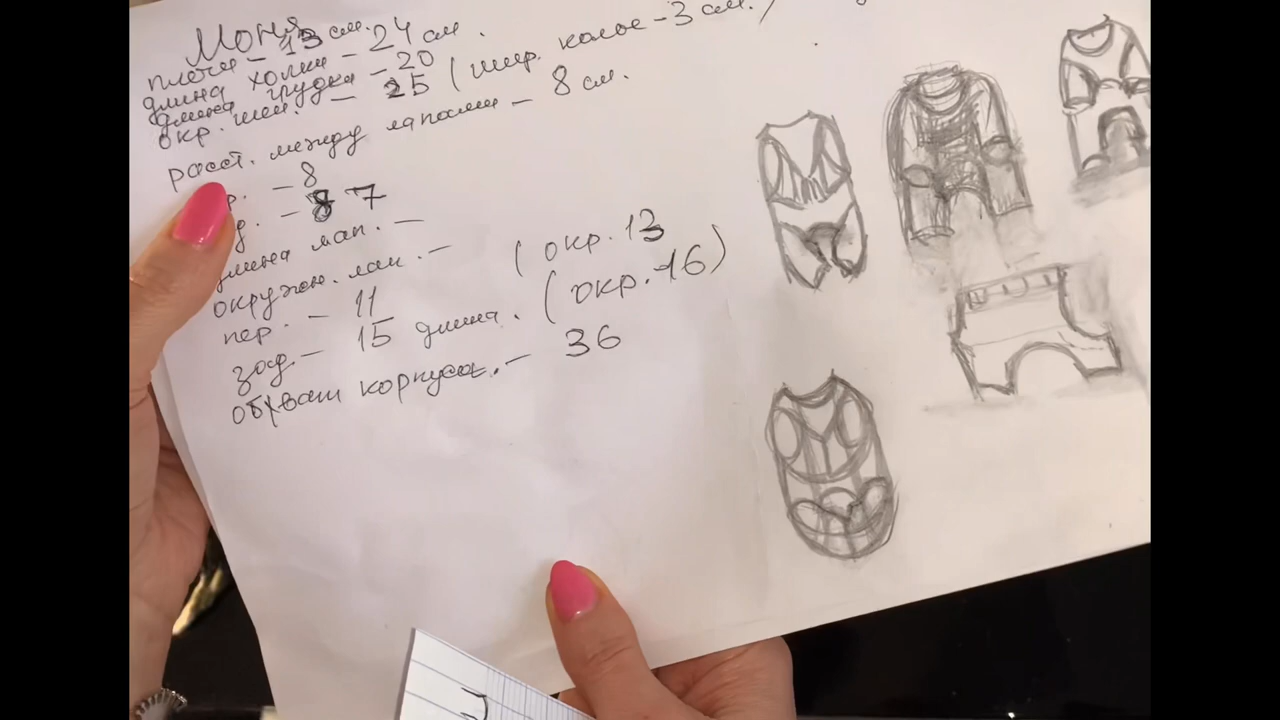 Моня
плечи – 13 см.
длина холки – 24 см.
длина грудка – 20
окр. шеи. – 25 (шир. колос – 3 см.)
расст. между лапами – 8 см.
р. – 8
д. – 8 7
длина лап. –
окружн. лап. –
пер. – 11 (окр. 13
зад. – 15 длина. (окр. – 16)
обхват корпуса. – 36